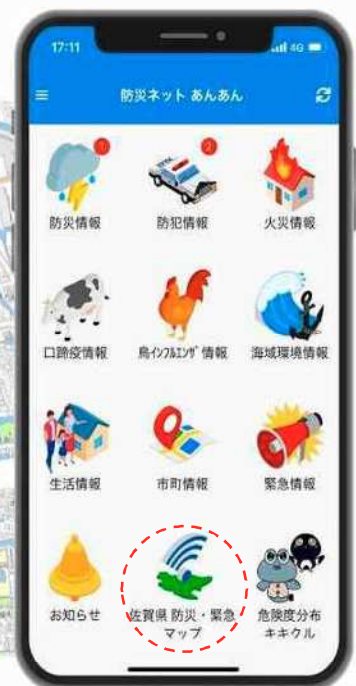 17:11
4G
防災ネット あんあん
1
2
防災情報
防犯情報
火災情報
口蹄疫情報
鳥インフルエンザ 情報
海域環境情報
生活情報
市町情報
緊急情報
お知らせ
佐賀県 防災・緊急
マップ
危険度分布
キキクル